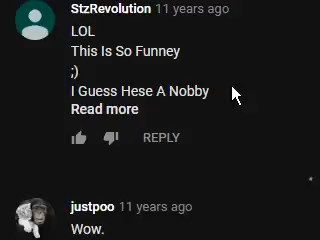 StzRevolution 11 years ago
LOL
This Is So Funney
;)
I Guess Hese A Nobby
Read more
REPLY
justpoo 11 years ago
Wow.